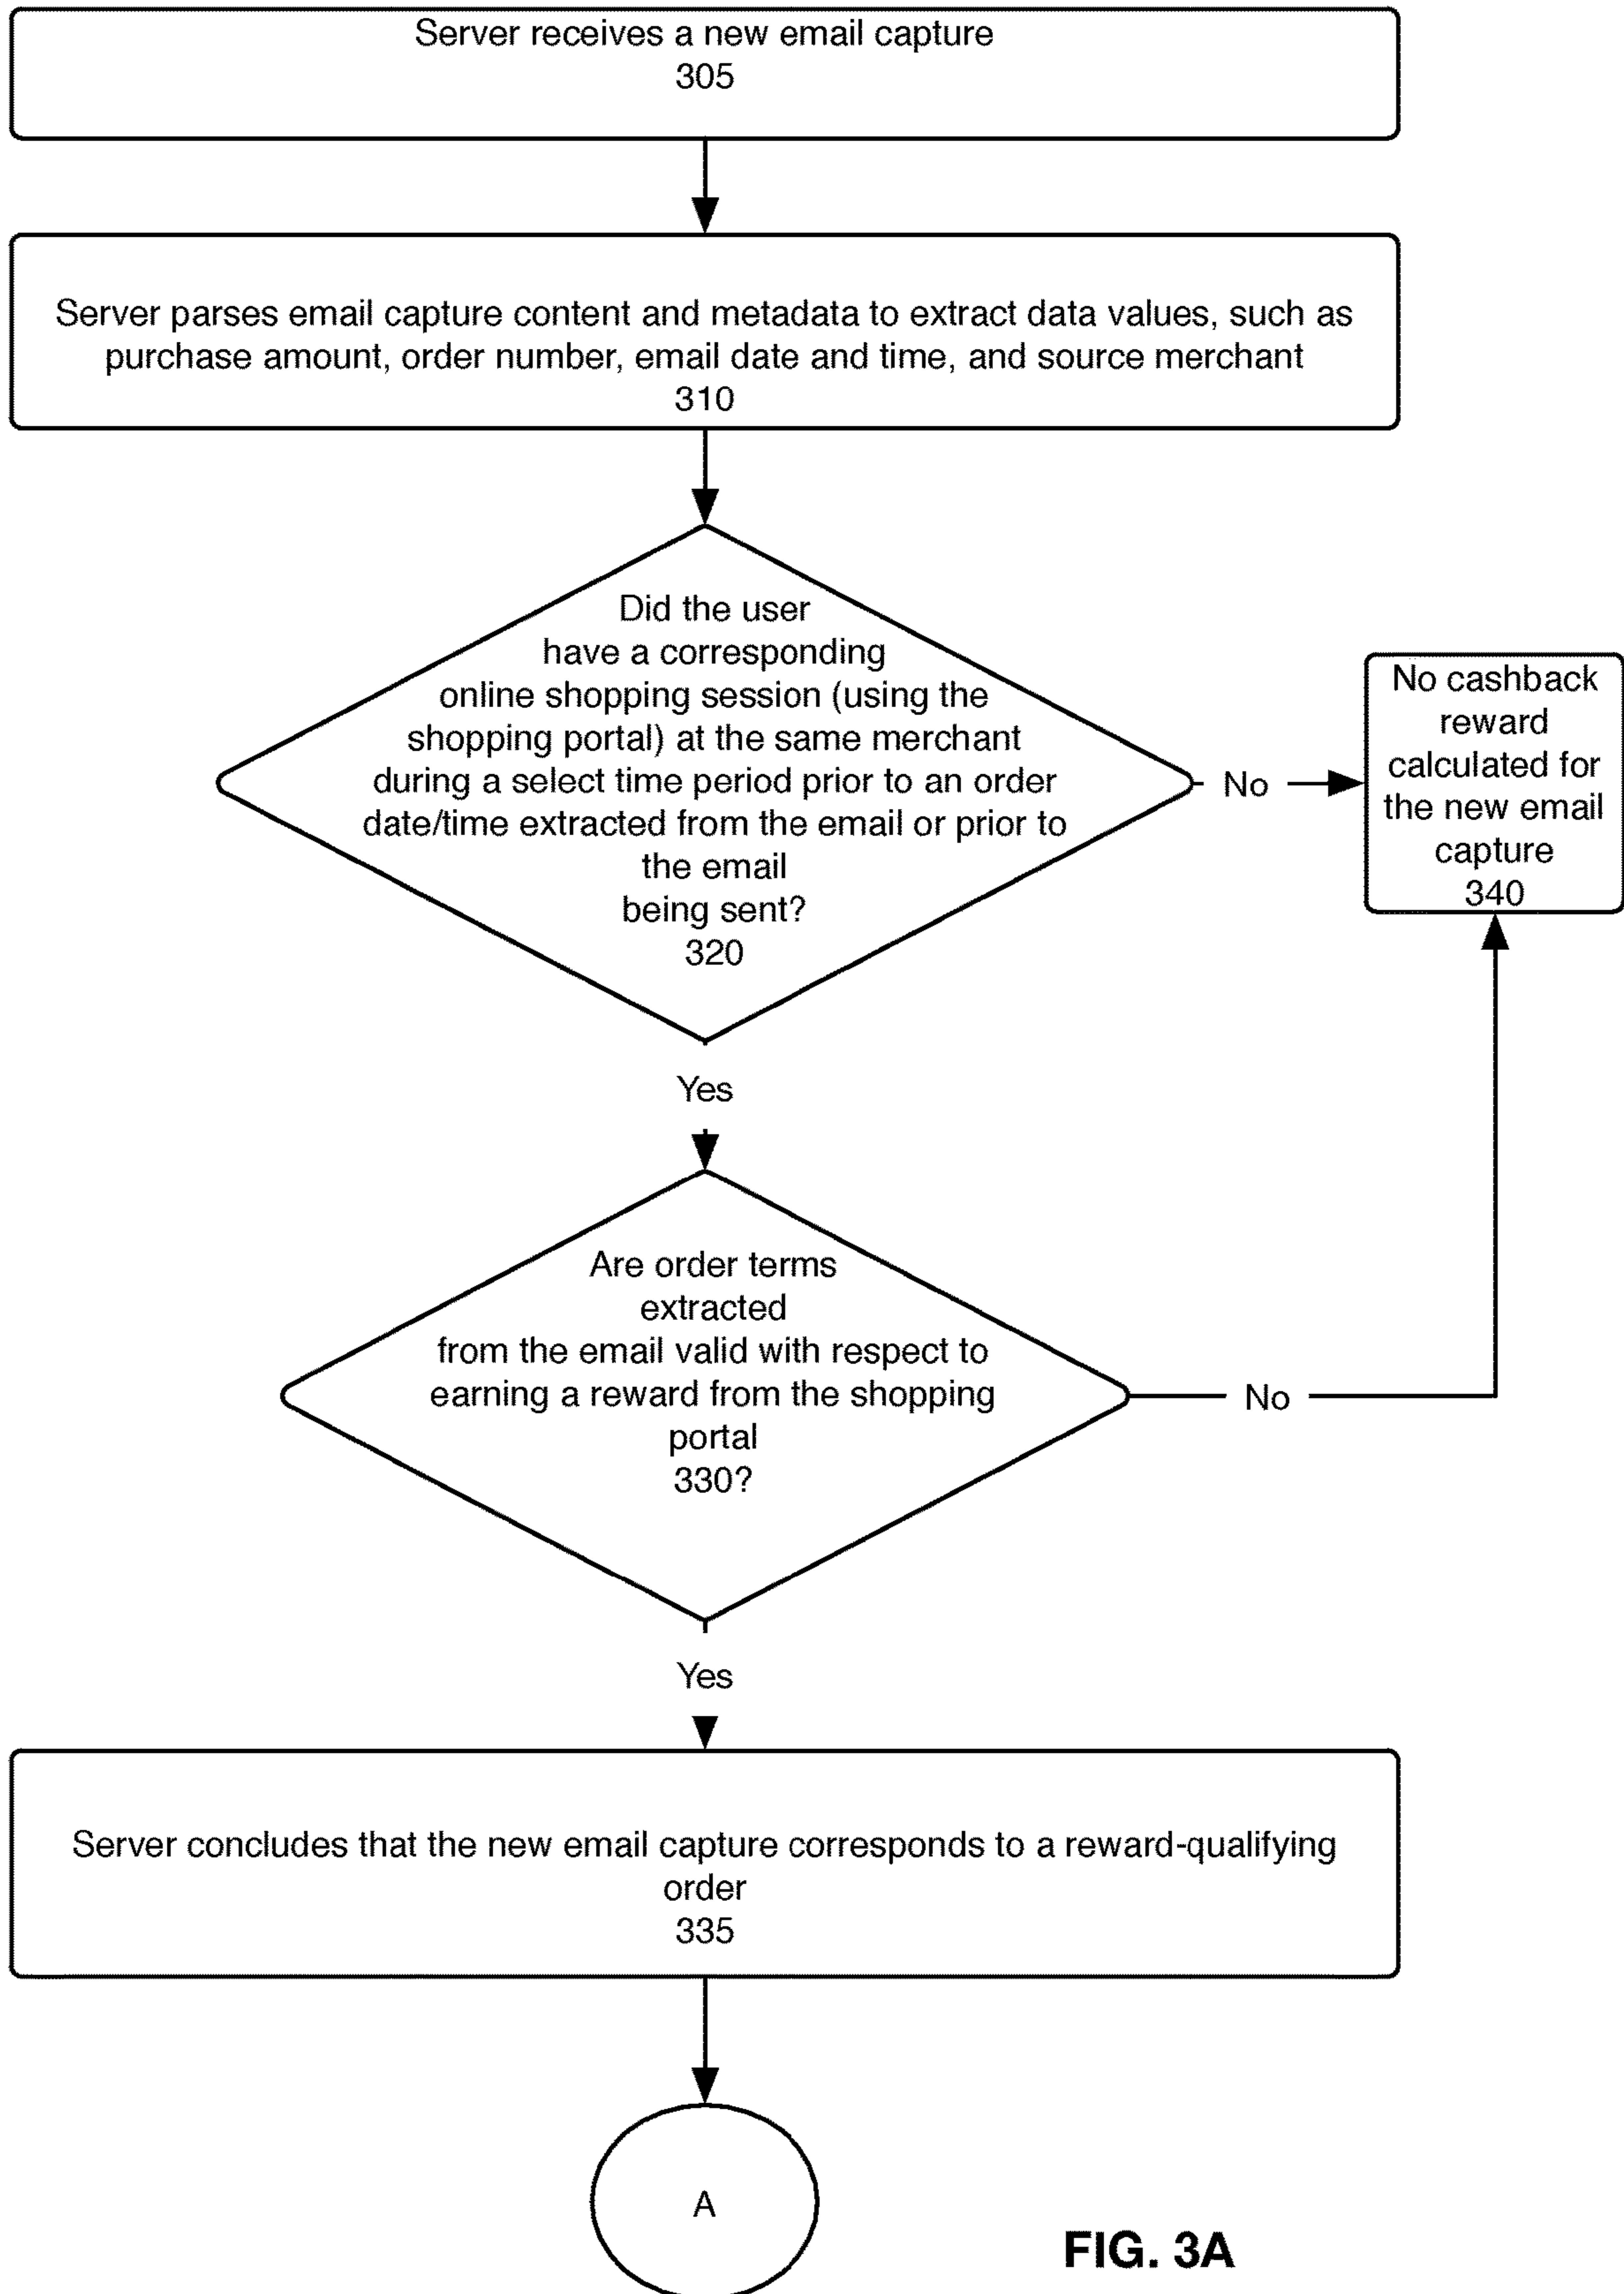 Server receives a new email capture
305
Server parses email capture content and metadata to extract data values, such as
purchase amount, order number, email date and time, and source merchant
310
Did the user
have a corresponding
online shopping session (using the
shopping portal) at the same merchant
during a select time period prior to an order
date/time extracted from the email or prior to
the email
being sent?
320
No
No cashback
reward
calculated for
the new email
capture
340
Yes
Are order terms
extracted
from the email valid with respect to
earning a reward from the shopping
portal
330?
No
Yes
Server concludes that the new email capture corresponds to a reward-qualifying
order
335
A
FIG. 3A